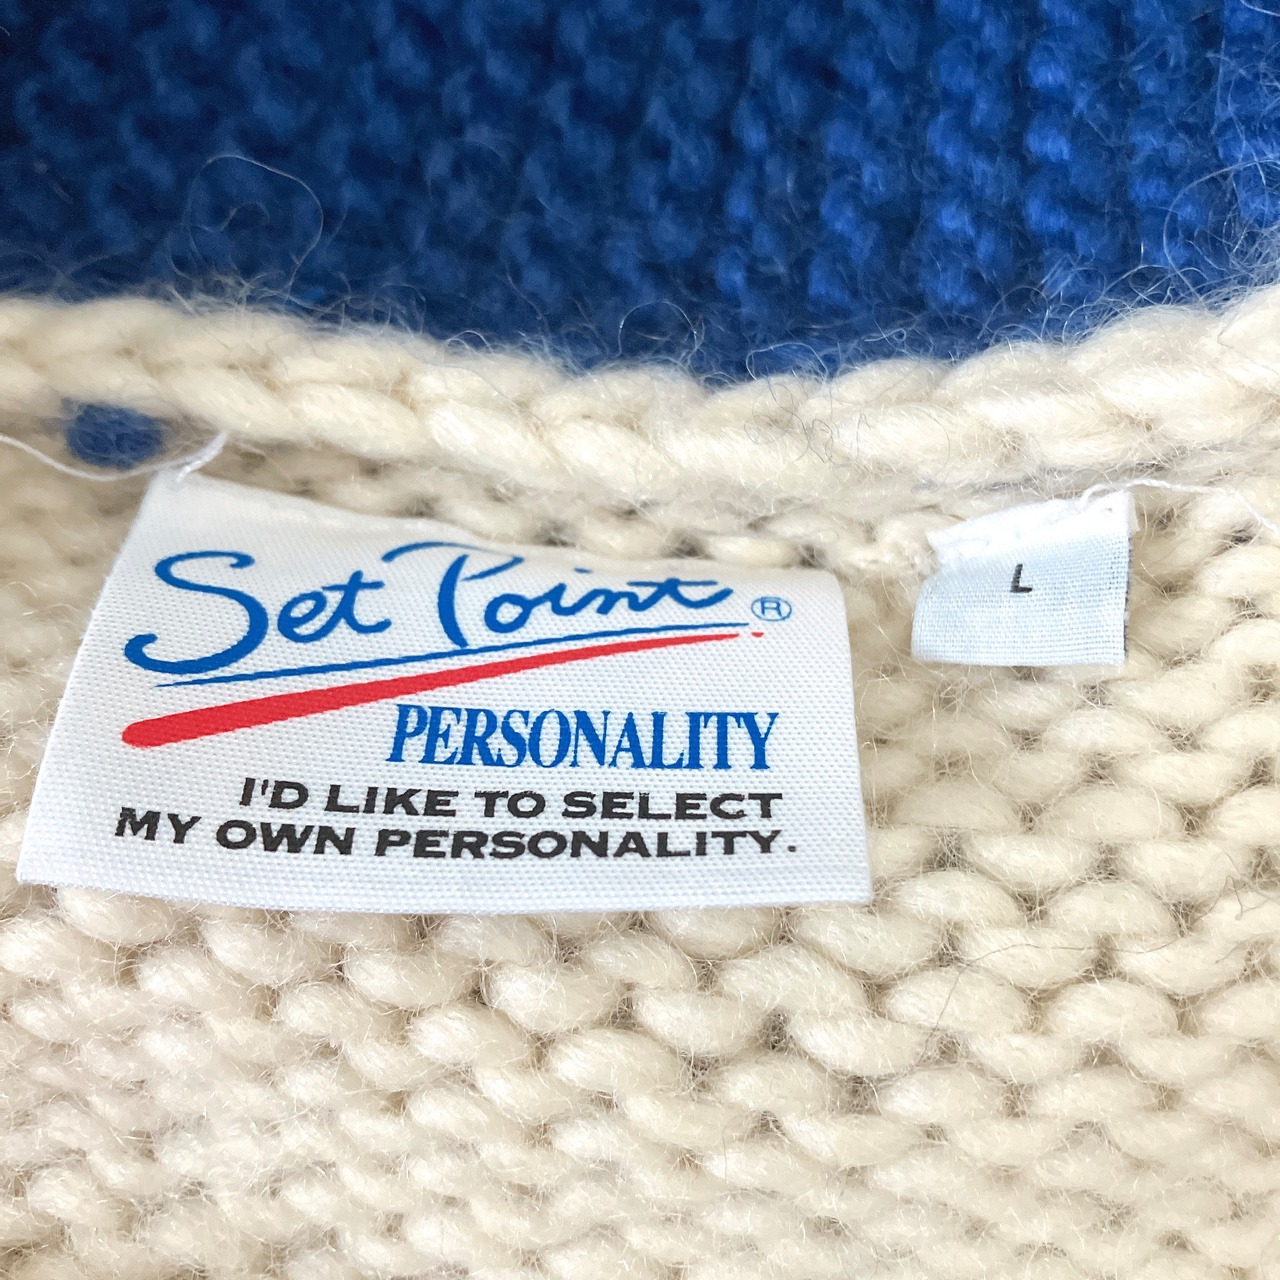 Set Point ®
L
PERSONALITY
I'D LIKE TO SELECT
MY OWN PERSONALITY.